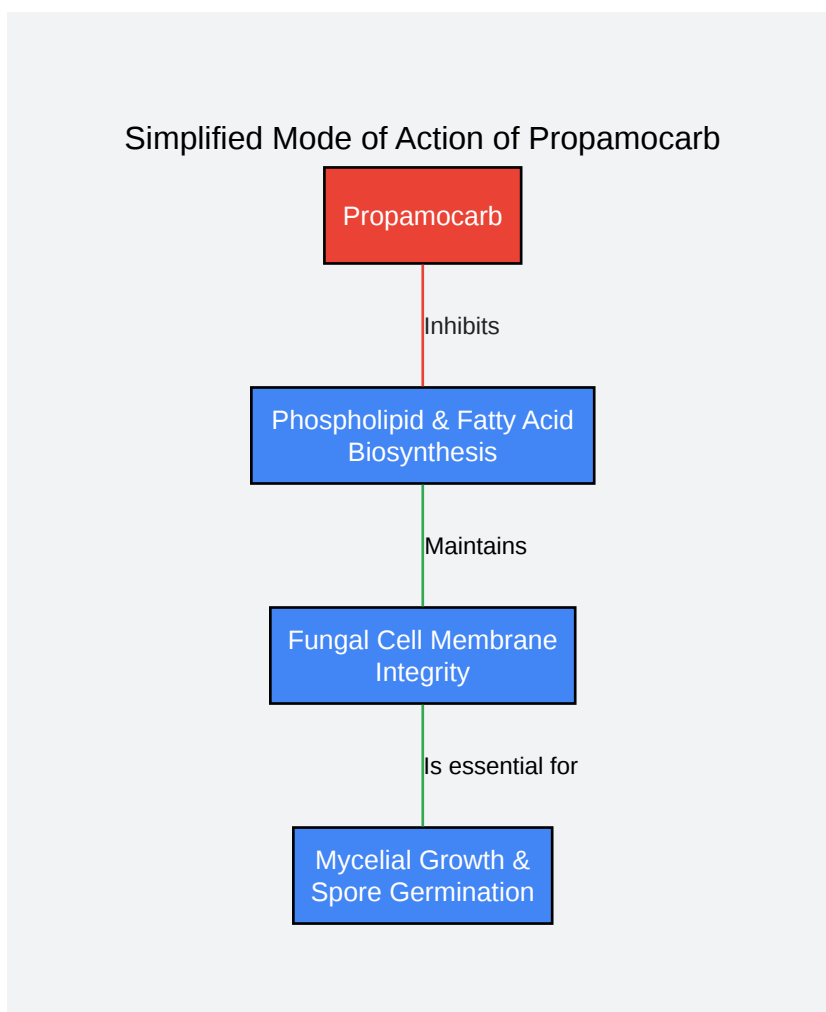 Simplified Mode of Action of Propamocarb
Propamocarb
Inhibits
Phospholipid & Fatty Acid
Biosynthesis
Maintains
Fungal Cell Membrane
Integrity
Is essential for
Mycelial Growth &
Spore Germination